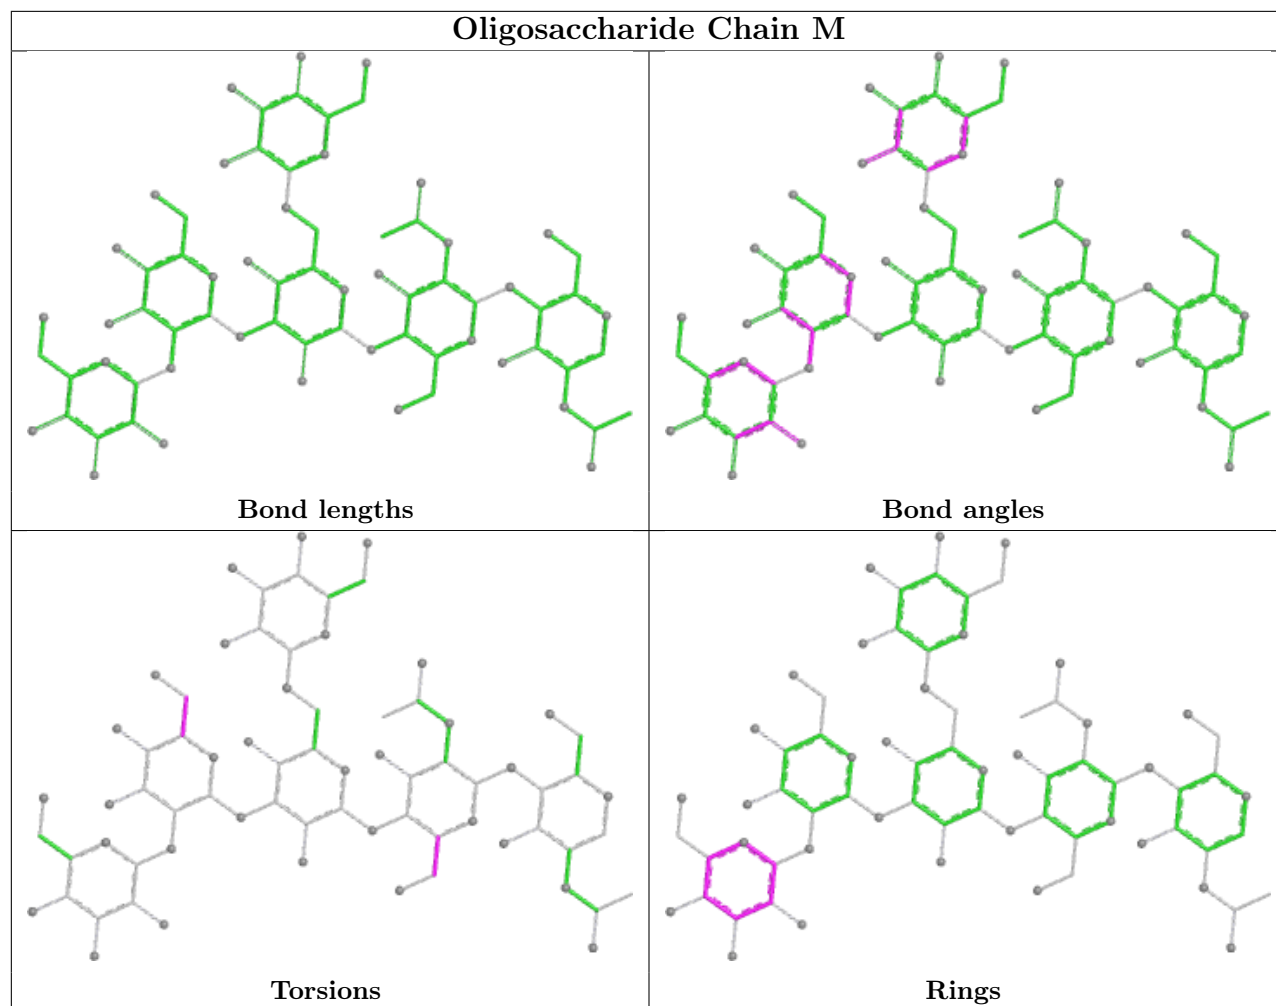 Oligosaccharide Chain M
Bond lengths
Bond angles
Torsions
Rings